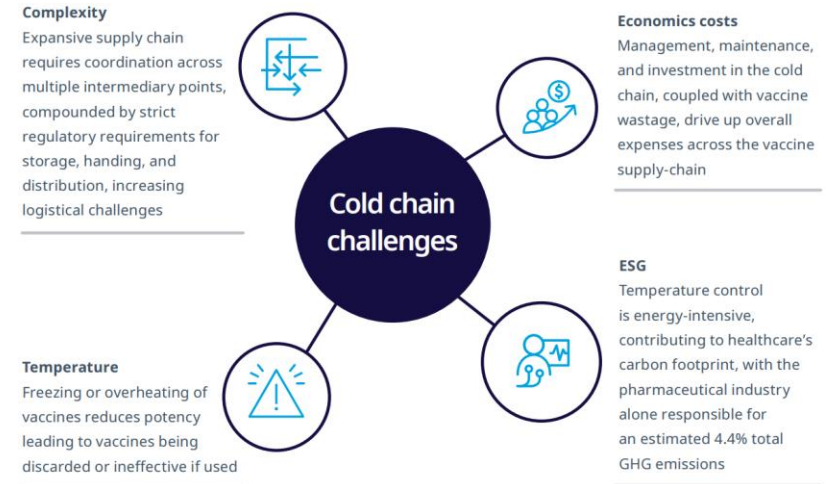 Complexity
Expansive supply chain
requires coordination across
multiple intermediary points,
compounded by strict
regulatory requirements for
storage, handing, and
distribution, increasing
logistical challenges
Economics costs
Management, maintenance,
and investment in the cold
chain, coupled with vaccine
wastage, drive up overall
expenses across the vaccine
supply-chain
$
Cold chain
challenges
Temperature
Freezing or overheating of
vaccines reduces potency
leading to vaccines being
discarded or ineffective if used
ESG
Temperature control
is energy-intensive,
contributing to healthcare’s
carbon footprint, with the
pharmaceutical industry
alone responsible for
an estimated 4.4% total
GHG emissions